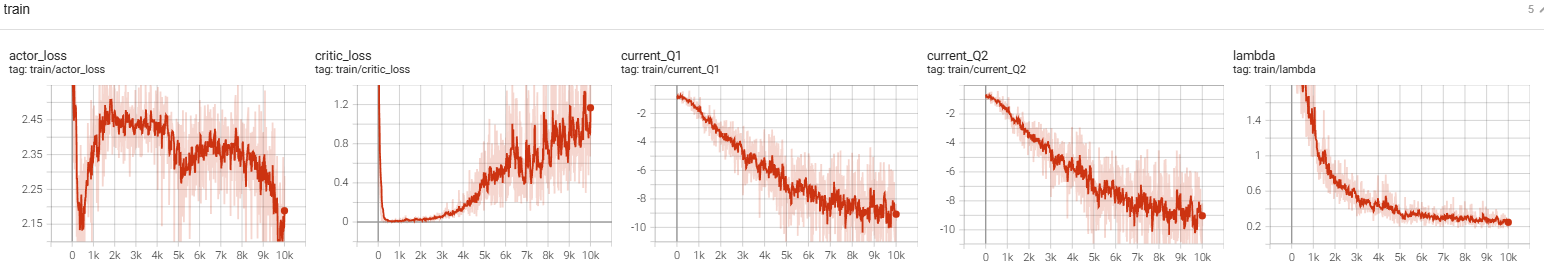 train 5
actor_loss
tag: train/actor_loss
2.45
2.35
2.25
2.15
0 1k 2k 3k 4k 5k 6k 7k 8k 9k 10k
critic_loss
tag: train/critic_loss
1.2
0.8
0.4
0
0 1k 2k 3k 4k 5k 6k 7k 8k 9k 10k
current_Q1
tag: train/current_Q1
-2
-4
-6
-8
-10
0 1k 2k 3k 4k 5k 6k 7k 8k 9k 10k
current_Q2
tag: train/current_Q2
-2
-4
-6
-8
-10
0 1k 2k 3k 4k 5k 6k 7k 8k 9k 10k
lambda
tag: train/lambda
1.4
1
0.6
0.2
0 1k 2k 3k 4k 5k 6k 7k 8k 9k 10k